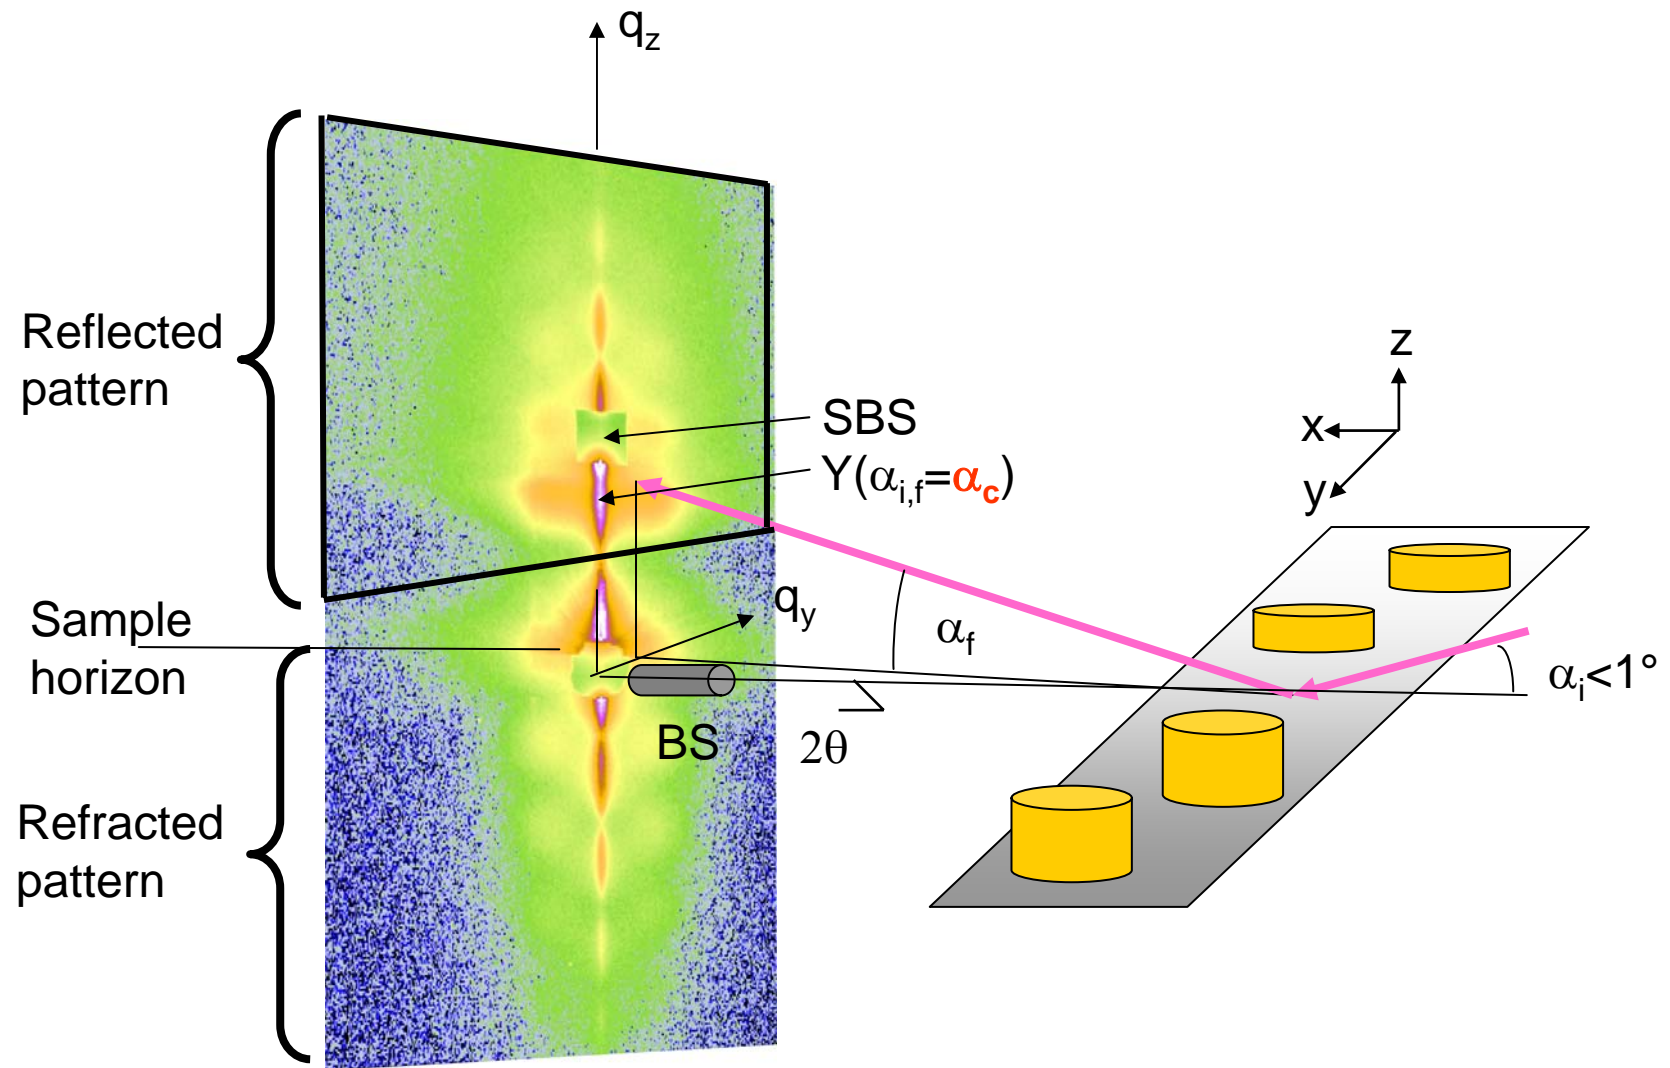 q_z
Reflected
pattern
z
x
y
SBS
Υ(α_i,f=α_c)
Sample
horizon
q_y
α_f
α_i<1°
BS
2θ
Refracted
pattern